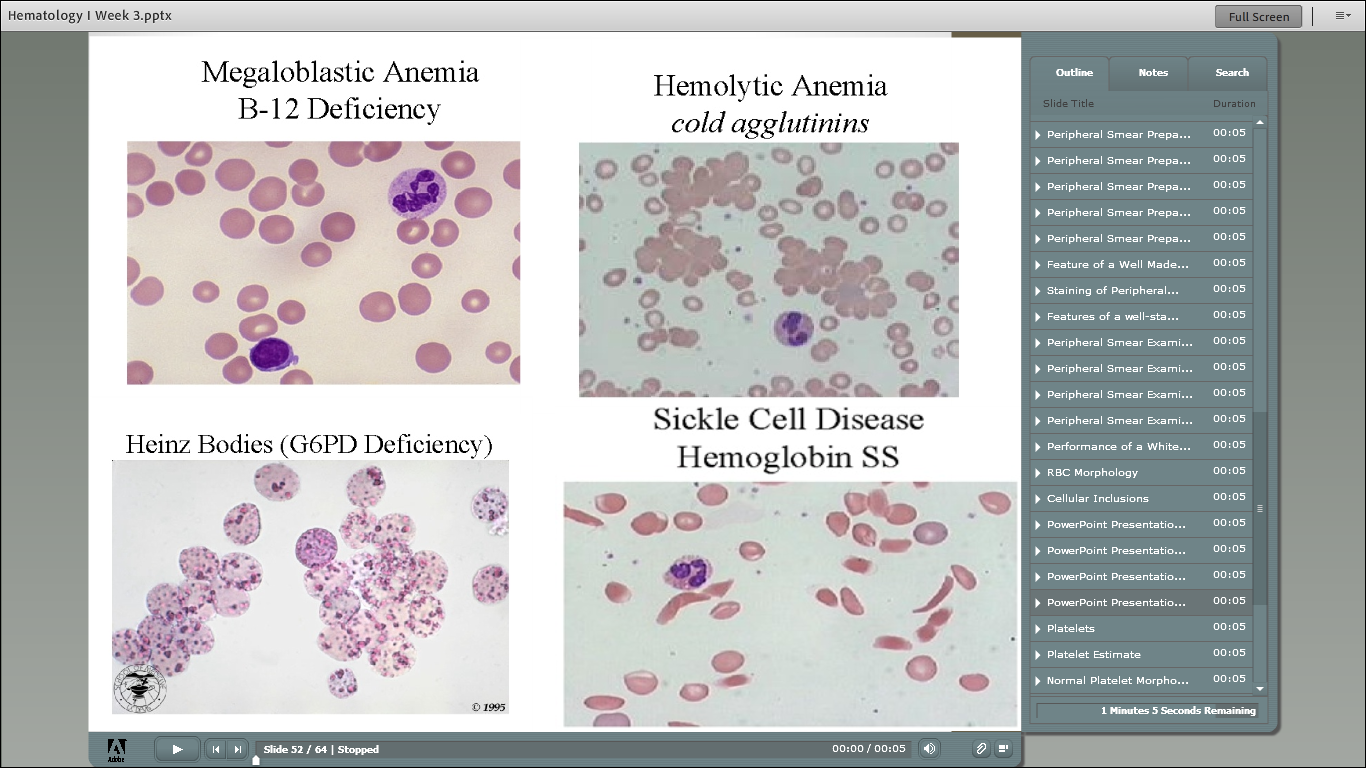 Hematology I Week 3.pptx
Full Screen
Megaloblastic Anemia
B-12 Deficiency
Hemolytic Anemia
cold agglutinins
Heinz Bodies (G6PD Deficiency)
© 1995
Sickle Cell Disease
Hemoglobin SS
Outline Notes Search
Slide Title Duration
Peripheral Smear Prepa... 00:05
Peripheral Smear Prepa... 00:05
Peripheral Smear Prepa... 00:05
Peripheral Smear Prepa... 00:05
Peripheral Smear Prepa... 00:05
Feature of a Well Made... 00:05
Staining of Peripheral... 00:05
Features of a well-sta... 00:05
Peripheral Smear Exami... 00:05
Peripheral Smear Exami... 00:05
Peripheral Smear Exami... 00:05
Peripheral Smear Exami... 00:05
Performance of a White... 00:05
RBC Morphology 00:05
Cellular Inclusions 00:05
PowerPoint Presentatio... 00:05
PowerPoint Presentatio... 00:05
PowerPoint Presentatio... 00:05
PowerPoint Presentatio... 00:05
Platelets 00:05
Platelet Estimate 00:05
Normal Platelet Morpho... 00:05
1 Minutes 5 Seconds Remaining
Adobe
Slide 52 / 64 | Stopped
00:00 / 00:05